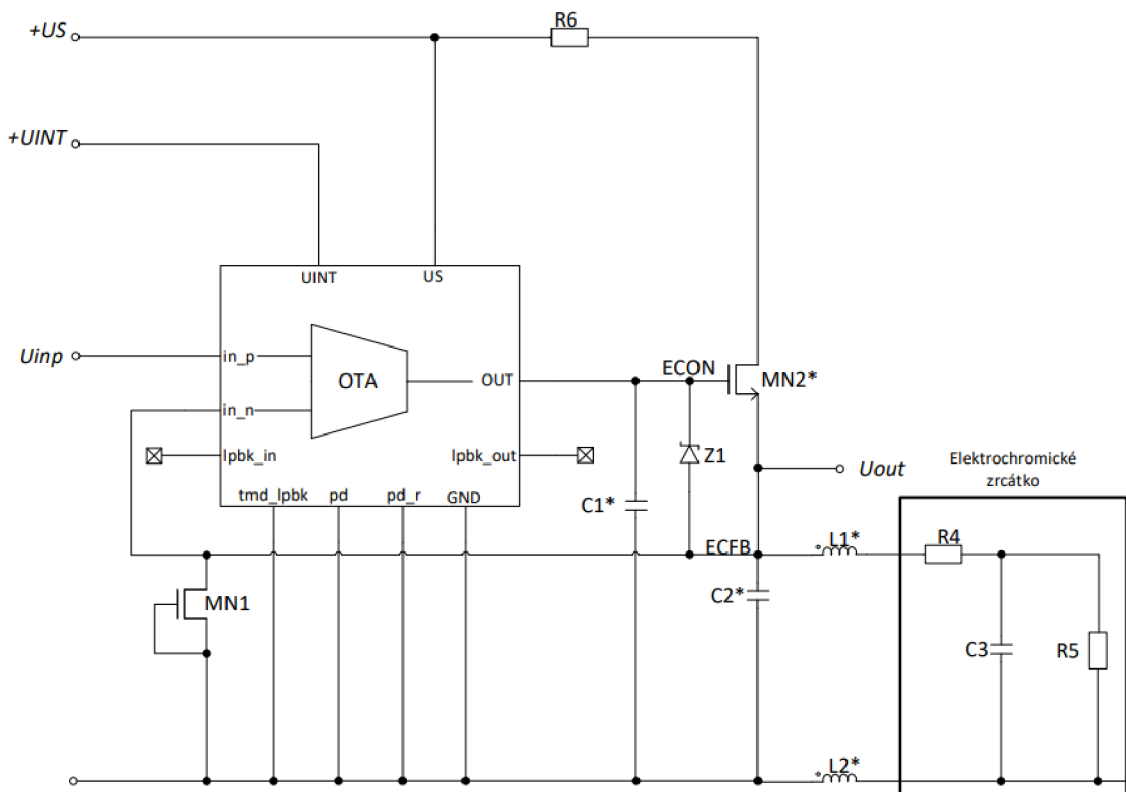 +US
R6
+UINT
UINT
US
Uinp
in_p
OTA
OUT
ECON
MN2*
in_n
lpbk_in
lpbk_out
Z1
Uout
Elektrochromické
zrcátko
tmd_lpbk
pd
pd_r
GND
C1*
ECFB
L1*
R4
MN1
C2*
C3
R5
L2*